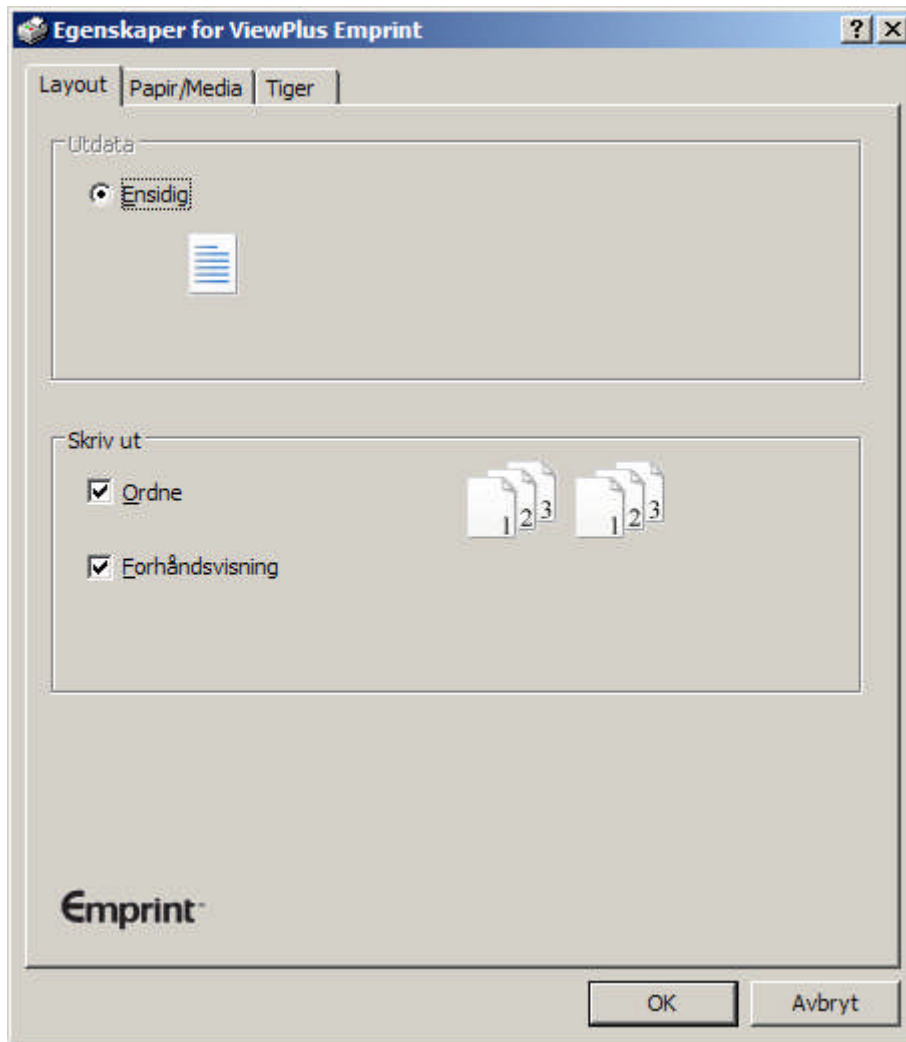 Egenskaper for ViewPlus Emprint
Layout Papir/Media Tiger
Utdata
Ensidig
Skriv ut
Ordne
1 2 3 1 2 3
Forhåndsvisning
Emprint™
OK Avbryt